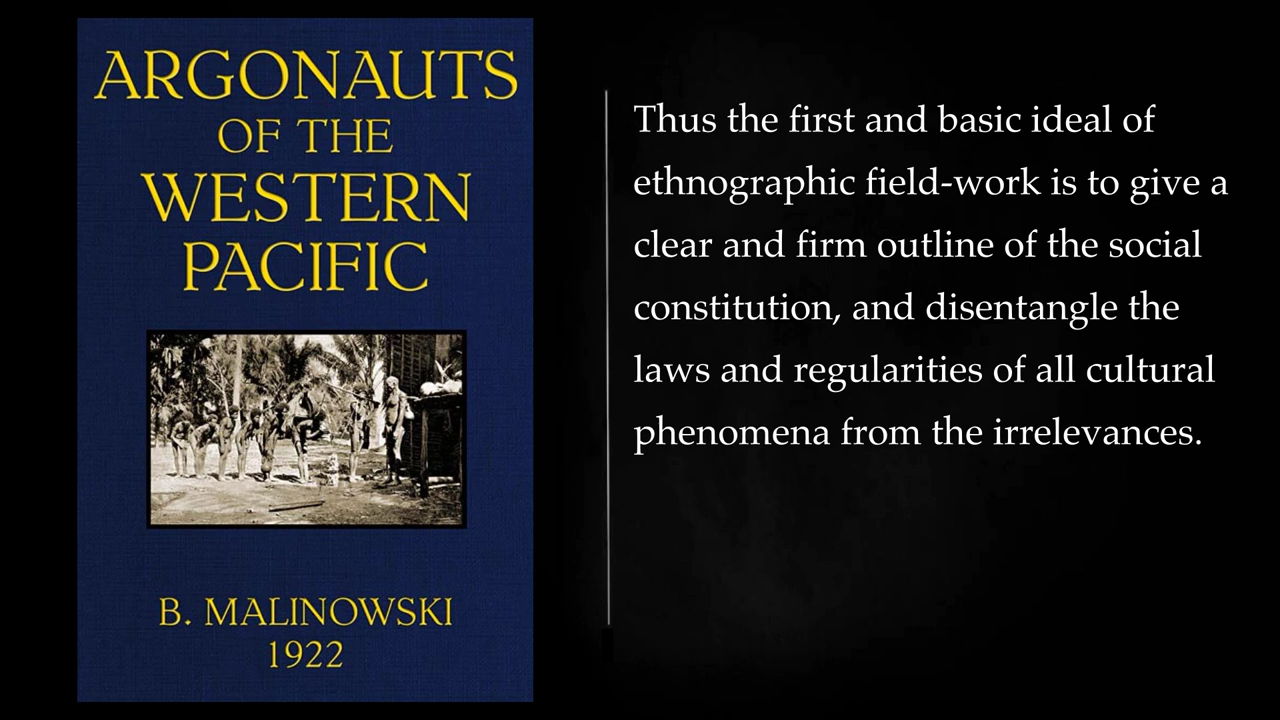 ARGONAUTS
OF THE
WESTERN
PACIFIC
B. MALINOWSKI
1922
Thus the first and basic ideal of
ethnographic field-work is to give a
clear and firm outline of the social
constitution, and disentangle the
laws and regularities of all cultural
phenomena from the irrelevances.